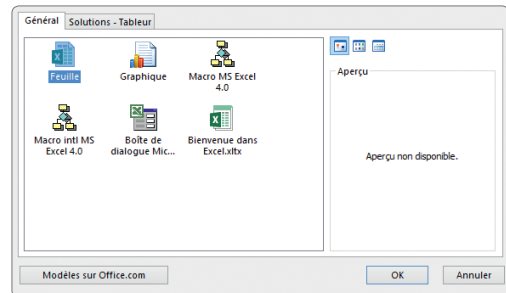 Général
Solutions - Tableur
Feuille
Graphique
Macro MS Excel
4.0
Macro intl MS
Excel 4.0
Boîte de
dialogue Mic...
Bienvenue dans
Excel.xltx
Aperçu
Aperçu non disponible.
Modèles sur Office.com
OK
Annuler